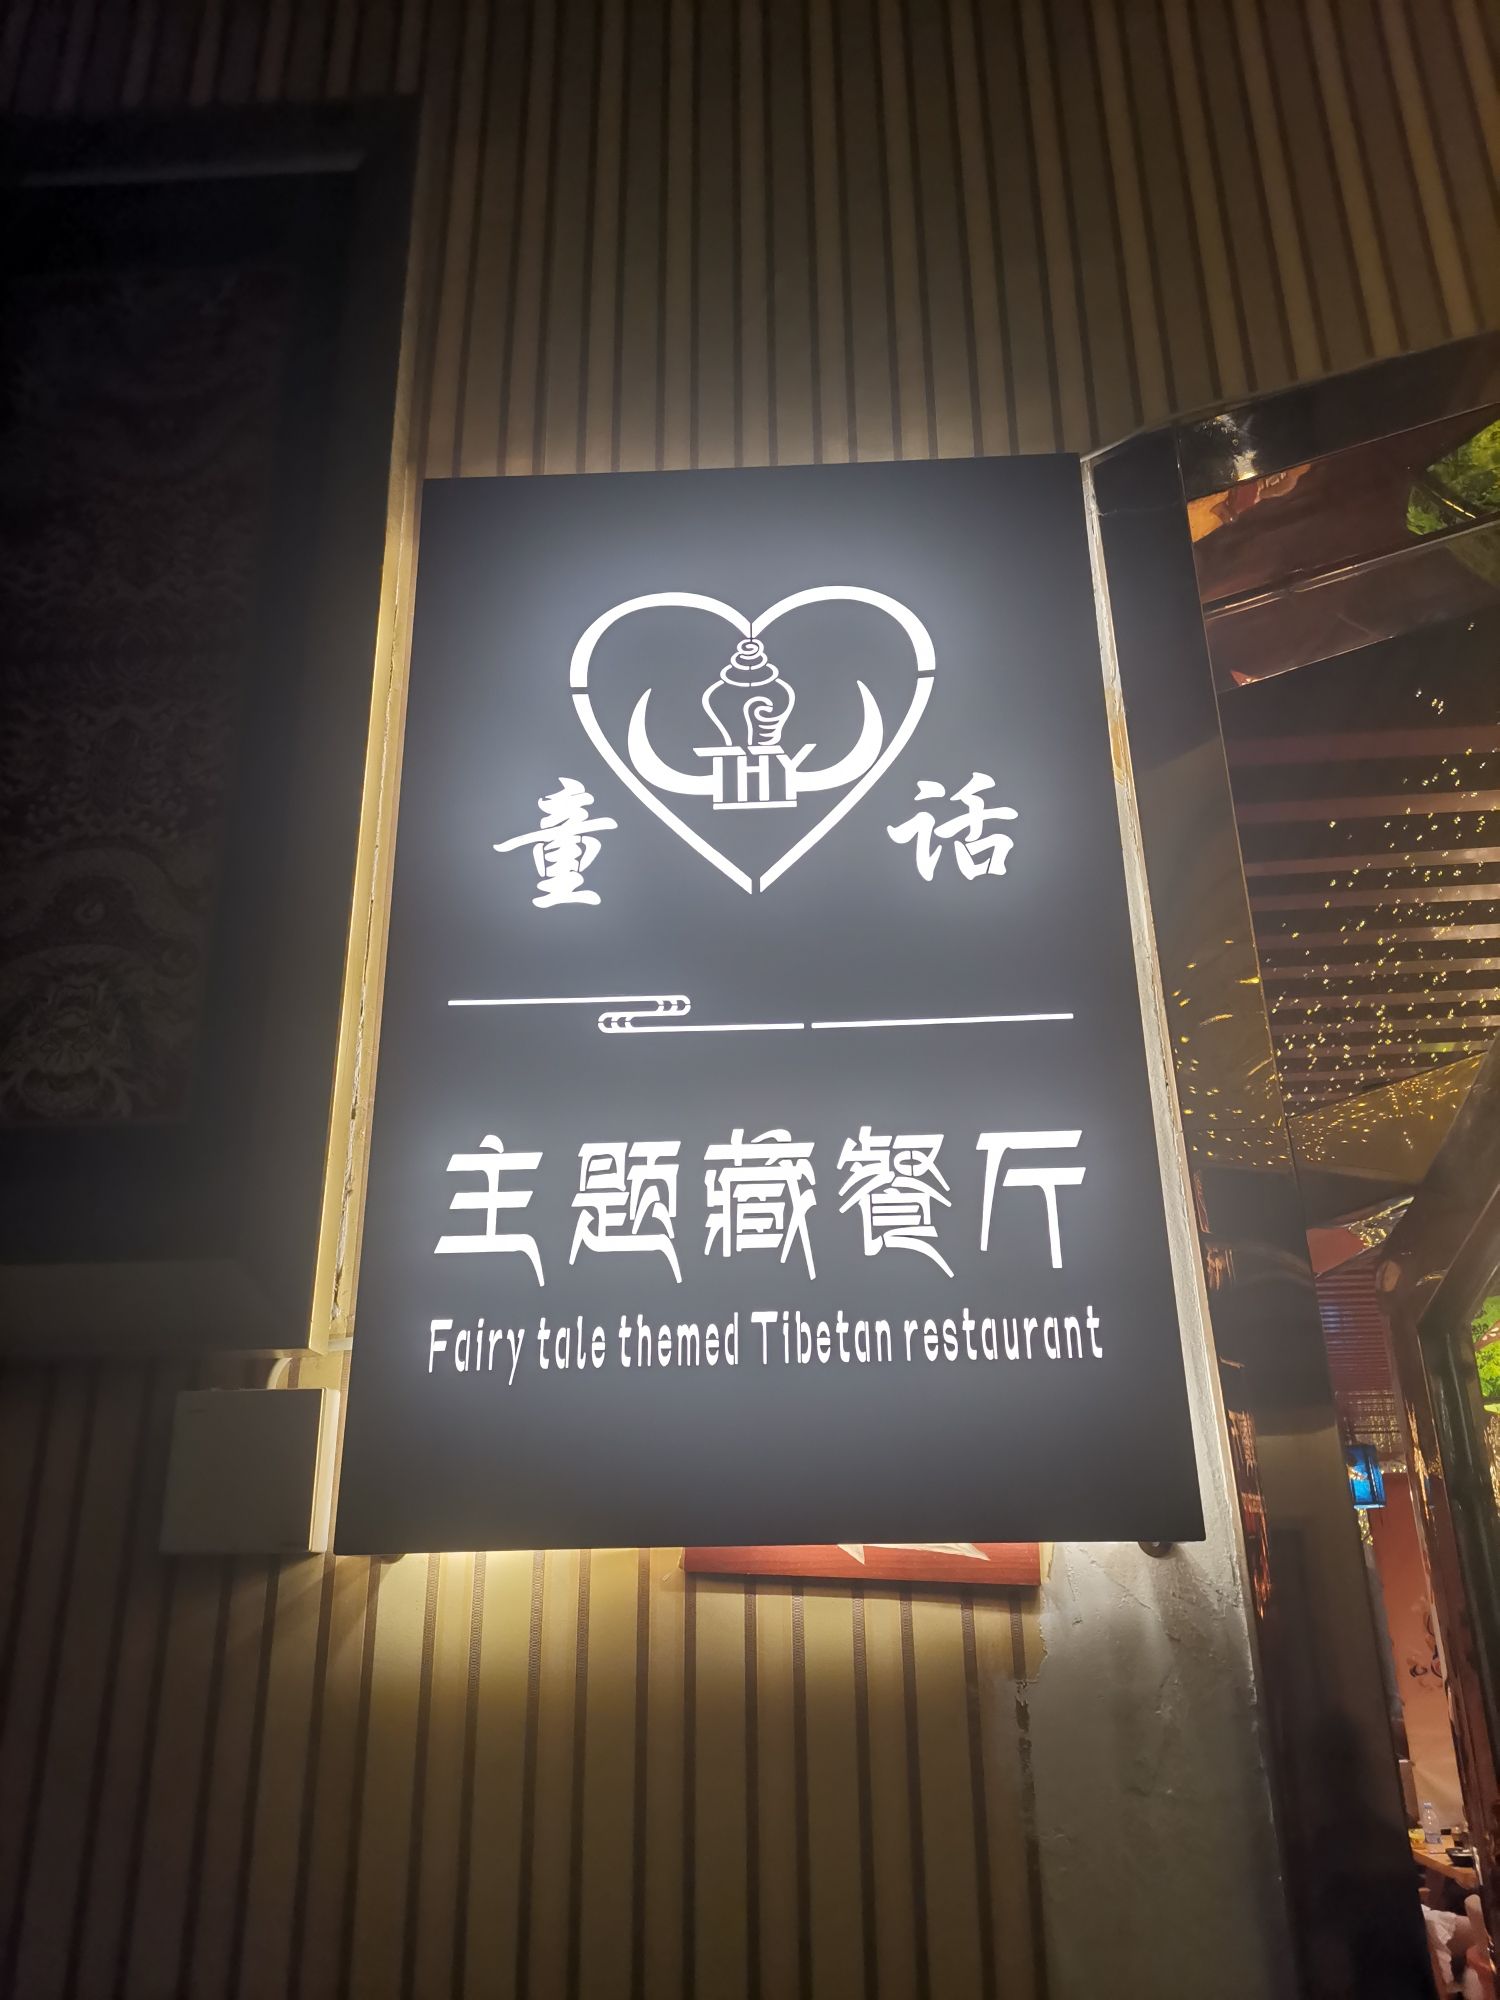 THY
童 话
主题藏餐厅
Fairy tale themed Tibetan restaurant